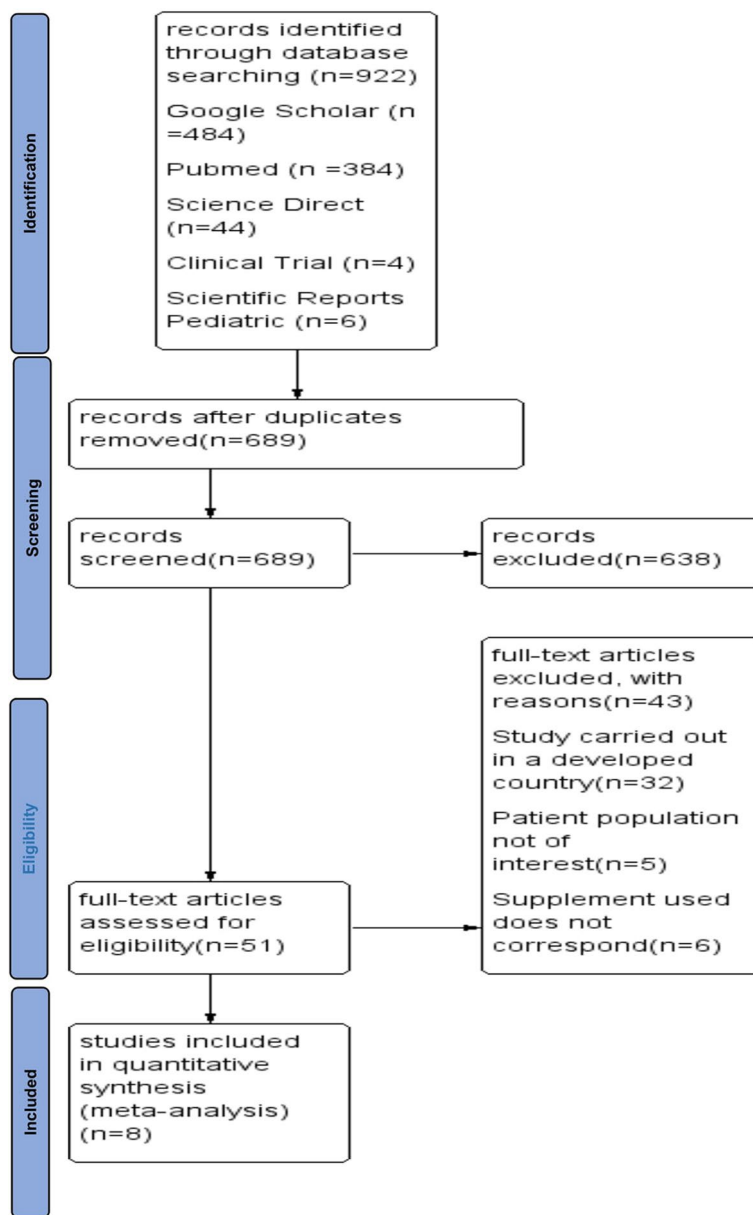 Identification
records identified
through database
searching (n=922)
Google Scholar (n
=484)
Pubmed (n =384)
Science Direct
(n=44)
Clinical Trial (n=4)
Scientific Reports
Pediatric (n=6)
Screening
records after duplicates
removed(n=689)
records
screened(n=689)
records
excluded(n=638)
Eligibility
full-text articles
assessed for
eligibility(n=51)
full-text articles
excluded, with
reasons(n=43)
Study carried out
in a developed
country(n=32)
Patient population
not of
interest(n=5)
Supplement used
does not
correspond(n=6)
Included
studies included
in quantitative
synthesis
(meta-analysis)
(n=8)